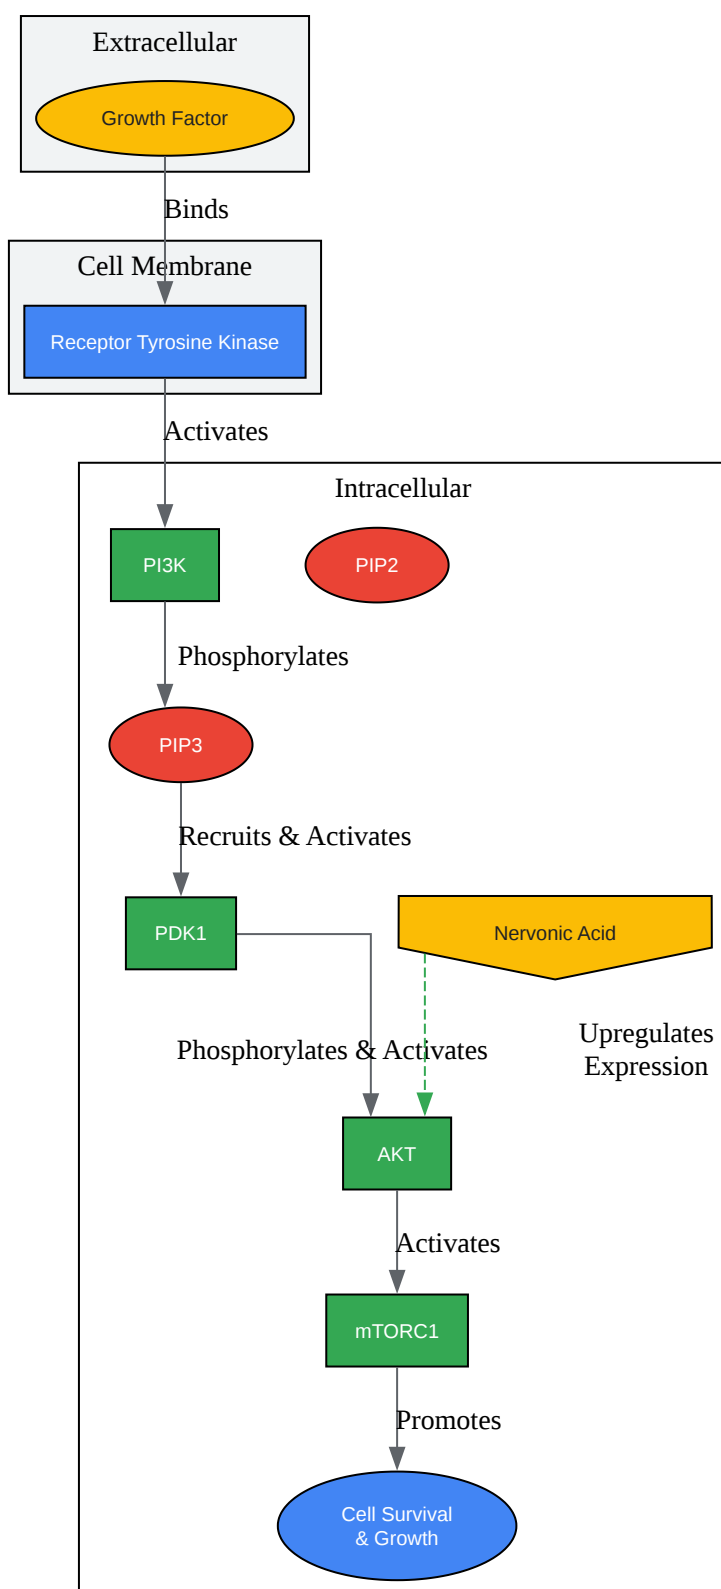 Extracellular
Growth Factor
Binds
Cell Membrane
Receptor Tyrosine Kinase
Activates
Intracellular
PI3K
PIP2
Phosphorylates
PIP3
Recruits & Activates
PDK1
Nervonic Acid
Upregulates
Expression
Phosphorylates & Activates
AKT
Activates
mTORC1
Promotes
Cell Survival
& Growth